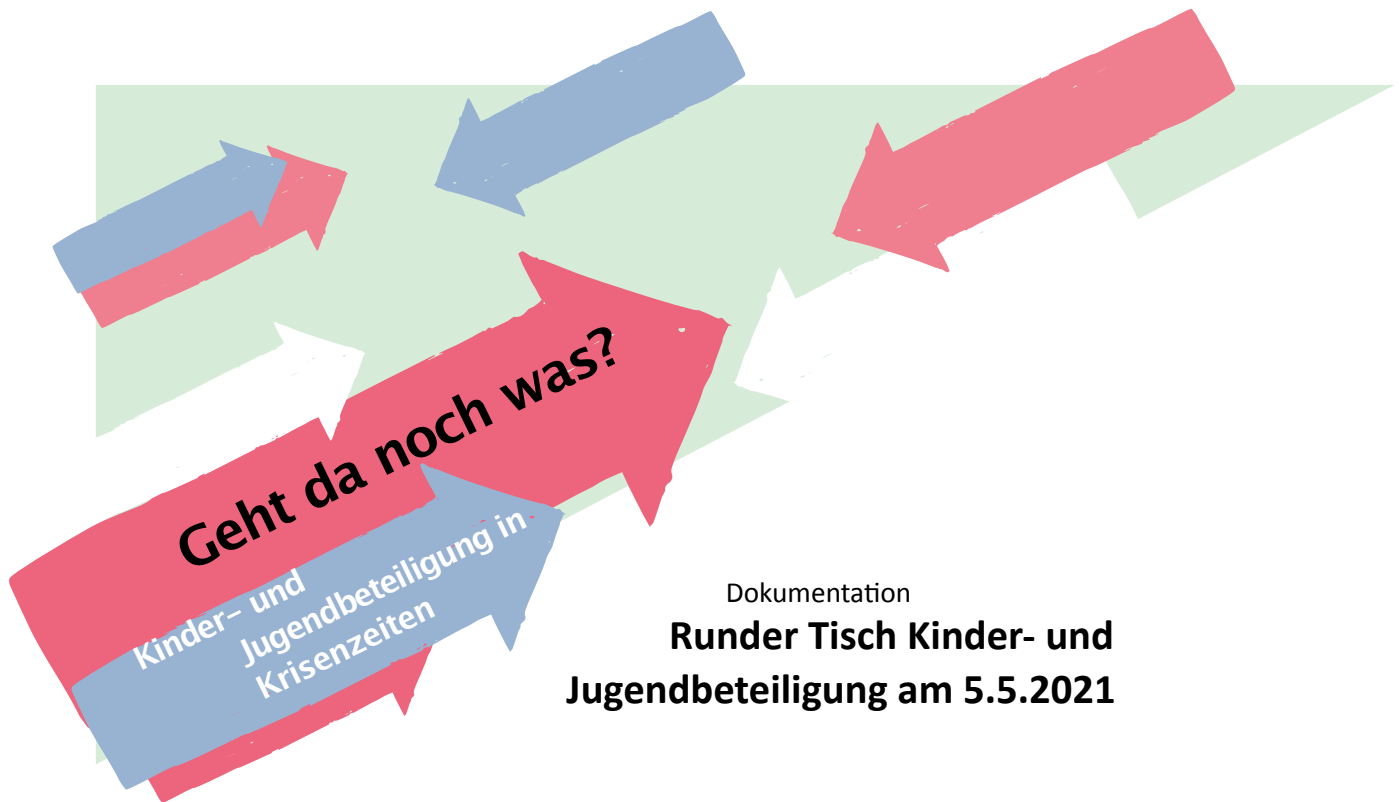 Geht da noch was?
Kinder– und
Jugendbeteiligung in
Krisenzeiten
Dokumentation
Runder Tisch Kinder- und
Jugendbeteiligung am 5.5.2021